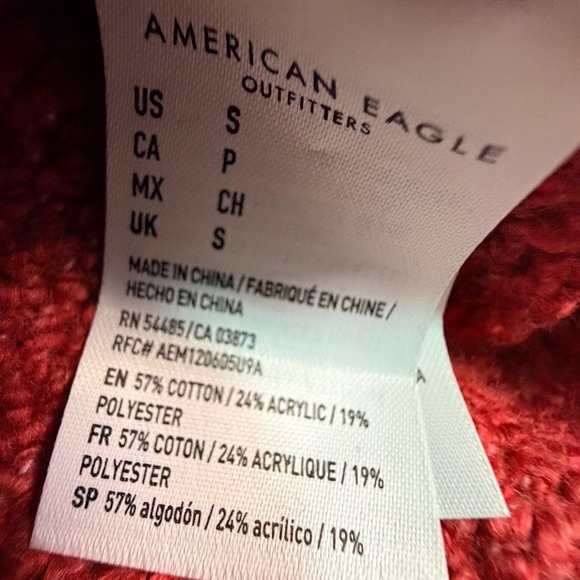 AMERICAN EAGLE
OUTFITTERS
US S
CA P
MX CH
UK S
MADE IN CHINA / FABRIQUÉ EN CHINE /
HECHO EN CHINA
RN 54485/CA 03873
RFC# AEM120605U9A
EN 57% COTTON / 24% ACRYLIC / 19%
POLYESTER
FR 57% COTON / 24% ACRYLIQUE / 19%
POLYESTER
SP 57% algodón / 24% acrílico / 19%
A